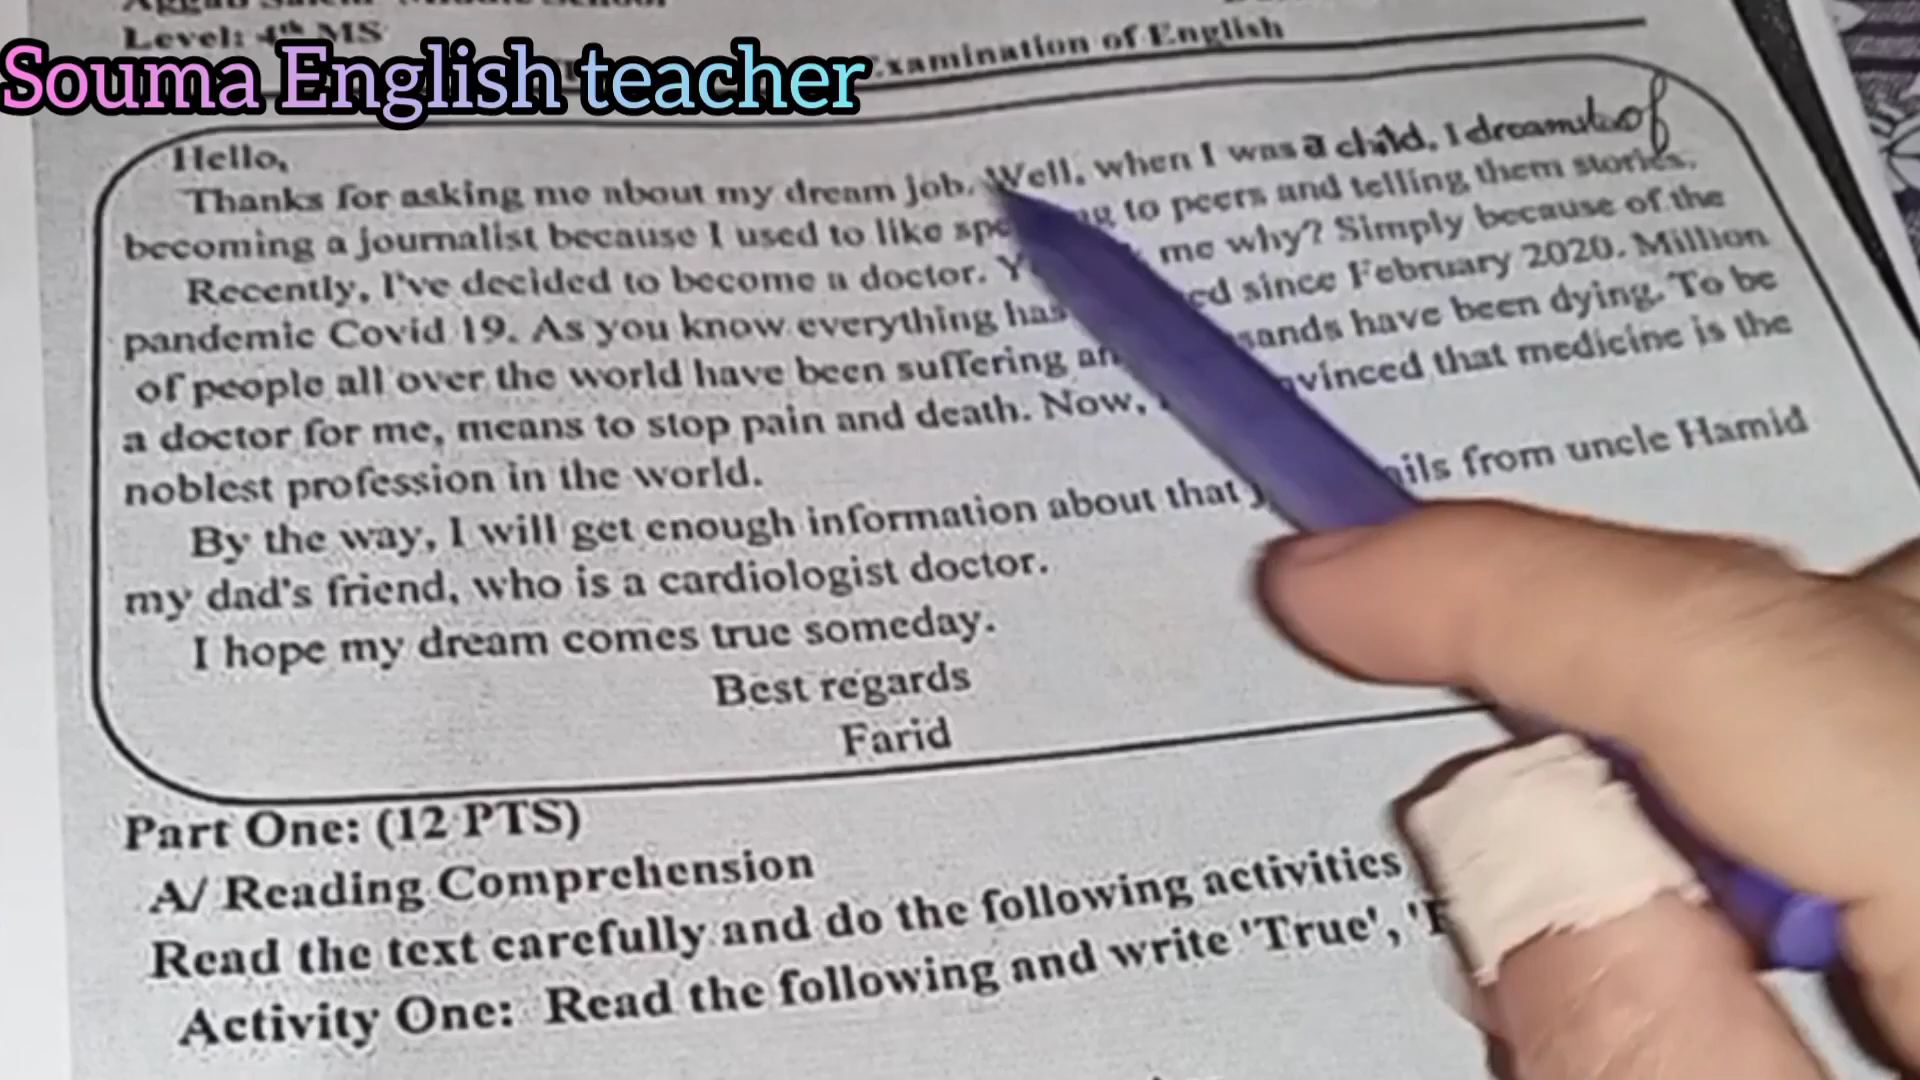 Level: 4th MS
Souma English teacher
Examination of English
Hello,
Thanks for asking me about my dream job. Well, when I was a child, I dreamt of
becoming a journalist because I used to like to peers and telling them stories.
Recently, I've decided to become a doctor. me why? Simply because of the
pandemic Covid 19. As you know everything has since February 2020. Million
of people all over the world have been suffering have been dying. To be
a doctor for me, means to stop pain and death. Now, that medicine is the
noblest profession in the world.
By the way, I will get enough information about that from uncle Hamid
my dad's friend, who is a cardiologist doctor.
I hope my dream comes true someday.
Best regards
Farid
Part One: (12 PTS)
A/ Reading Comprehension
Read the text carefully and do the following activities
Activity One: Read the following and write 'True',